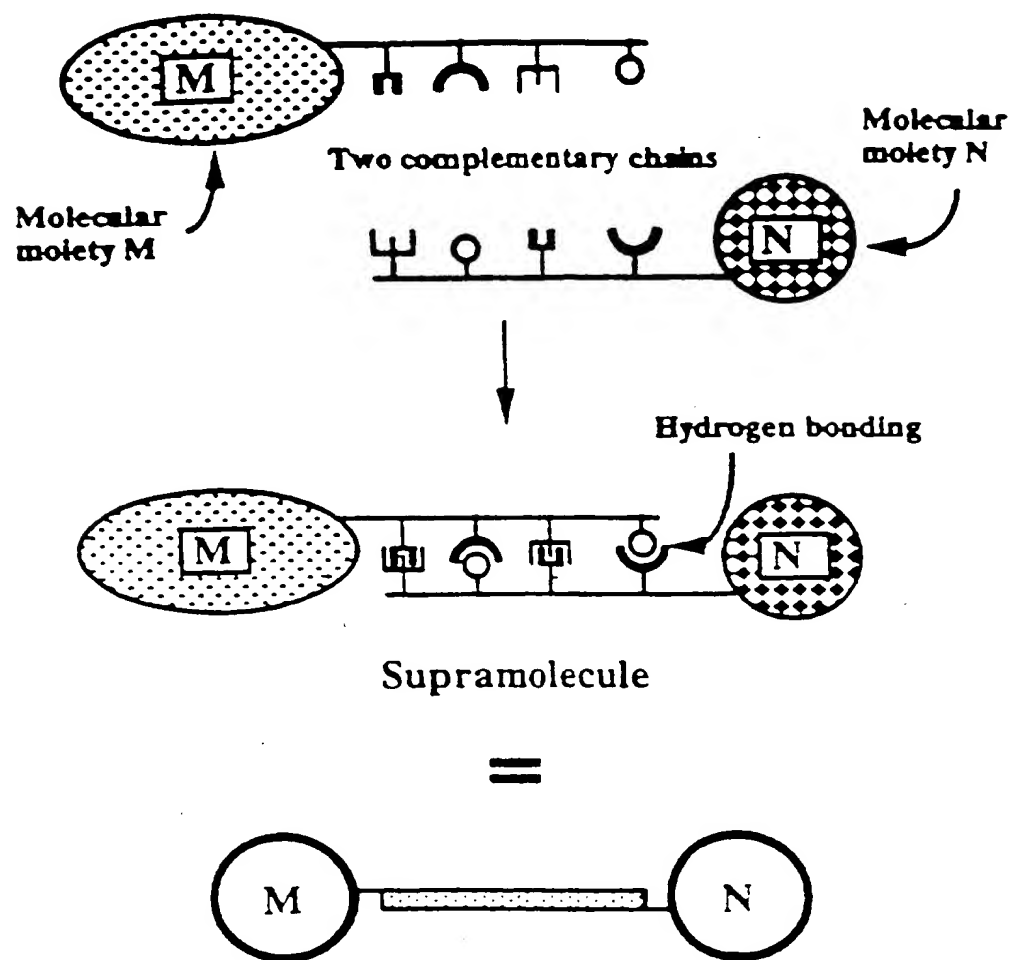 M
Molecular
moiety N
Two complementary chains
Molecular
moiety M
N
Hydrogen bonding
M
N
Supramolecule
=
M
N